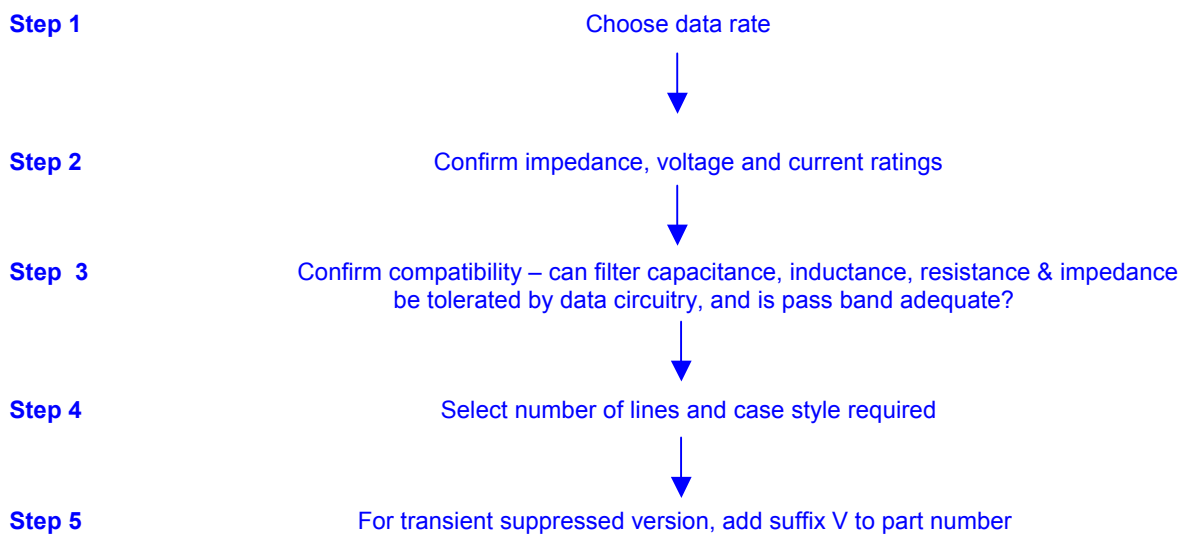 Step 1 Choose data rate
Step 2 Confirm impedance, voltage and current ratings
Step 3 Confirm compatibility – can filter capacitance, inductance, resistance & impedance
be tolerated by data circuitry, and is pass band adequate?
Step 4 Select number of lines and case style required
Step 5 For transient suppressed version, add suffix V to part number